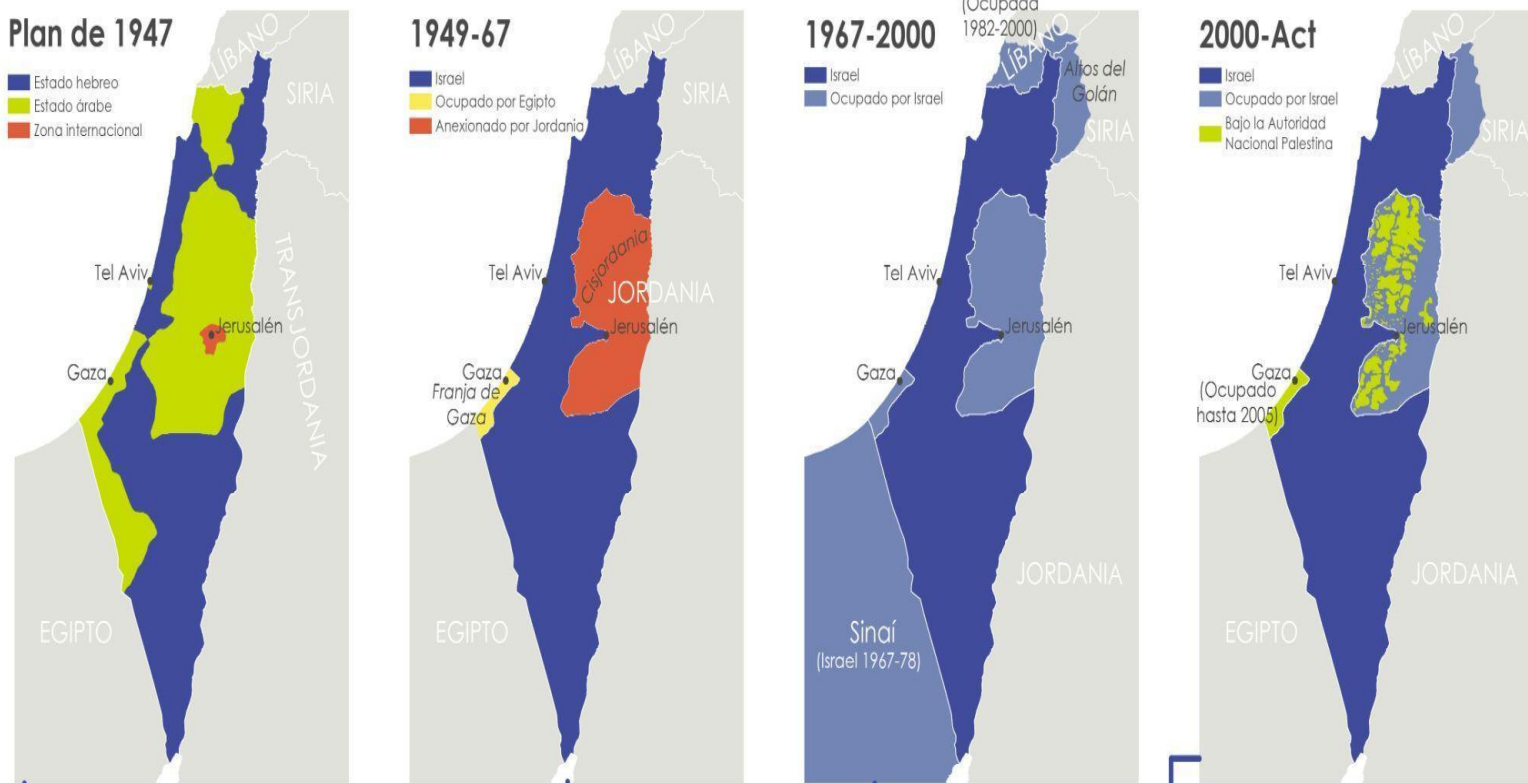 Plan de 1947
Estado hebreo
Estado árabe
Zona internacional
LÍBANO
SIRIA
TRANSJORDANIA
Tel Aviv
Jerusalén
Gaza
EGIPTO
1949-67
Israel
Ocupado por Egipto
Anexionado por Jordania
LÍBANO
SIRIA
Cisjordania
Tel Aviv
JORDANIA
Jerusalén
Gaza
Franja de
Gaza
EGIPTO
1967-2000
Israel
Ocupado por Israel
(Ocupada
1982-2000)
LÍBANO
Altos del
Golán
SIRIA
Tel Aviv
Jerusalén
Gaza
JORDANIA
Sinaí
(Israel 1967-78)
2000-Act
Israel
Ocupado por Israel
Bajo la Autoridad
Nacional Palestina
LÍBANO
SIRIA
Tel Aviv
Jerusalén
Gaza
(Ocupado
hasta 2005)
JORDANIA
EGIPTO